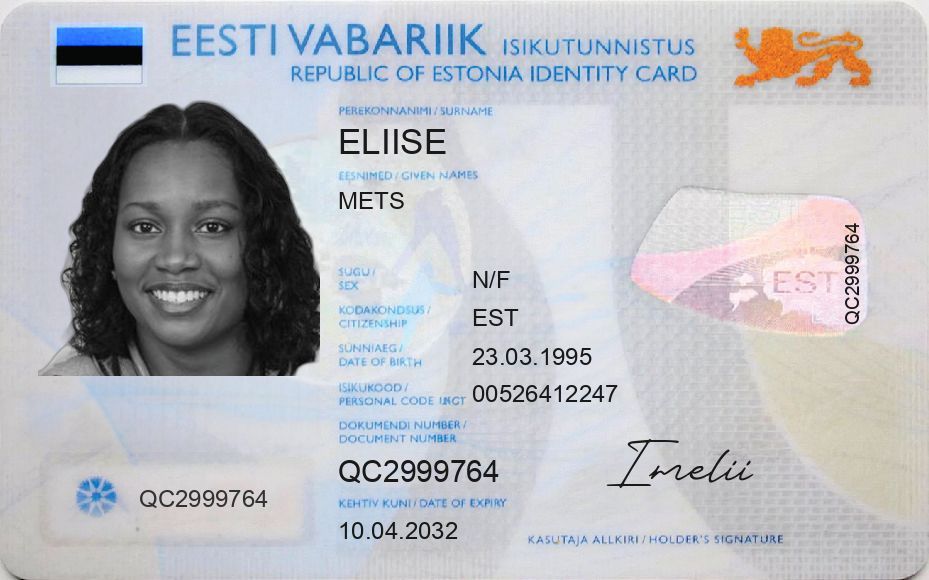 EESTI VABARIIK ISIKUTUNNISTUS
REPUBLIC OF ESTONIA IDENTITY CARD
PEREKONNANIMI / SURNAME
ELIISE
EESNIMED / GIVEN NAMES
METS
SUGU /
SEX
N/F
KODAKONDSUS /
CITIZENSHIP
EST
SÜNNIAEG /
DATE OF BIRTH
23.03.1995
ISIKUKOOD /
PERSONAL CODE
00526412247
DOKUMENDI NUMBER /
DOCUMENT NUMBER
QC2999764
KEHTIV KUNI / DATE OF EXPIRY
10.04.2032
QC2999764
EST
QC2999764
Imelii
KASUTAJA ALLKIRI / HOLDER'S SIGNATURE